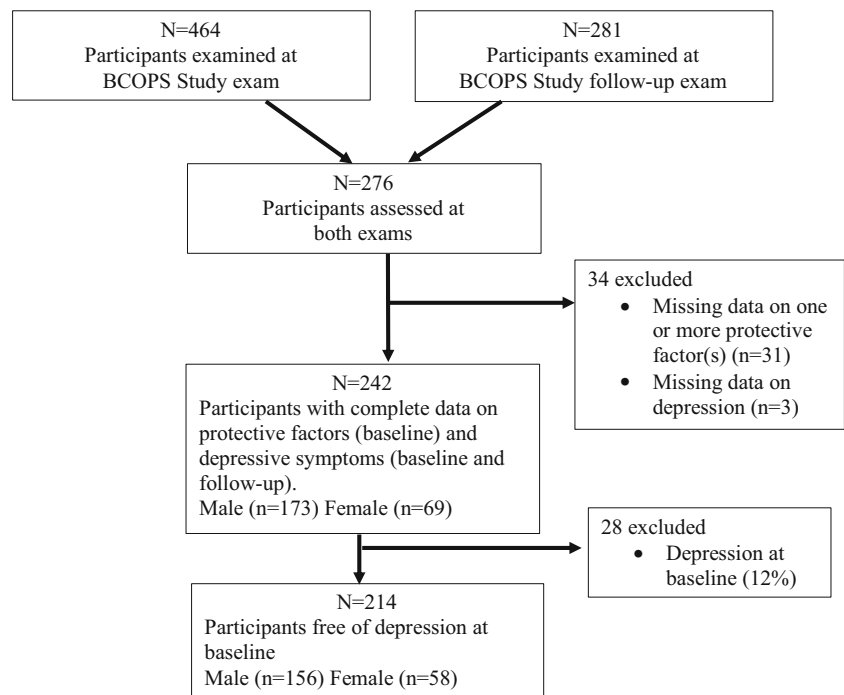 N=464
Participants examined at
BCOPS Study exam
N=281
Participants examined at
BCOPS Study follow-up exam
N=276
Participants assessed at
both exams
34 excluded
• Missing data on one
or more protective
factor(s) (n=31)
• Missing data on
depression (n=3)
N=242
Participants with complete data on
protective factors (baseline) and
depressive symptoms (baseline and
follow-up).
Male (n=173) Female (n=69)
28 excluded
• Depression at
baseline (12%)
N=214
Participants free of depression at
baseline
Male (n=156) Female (n=58)